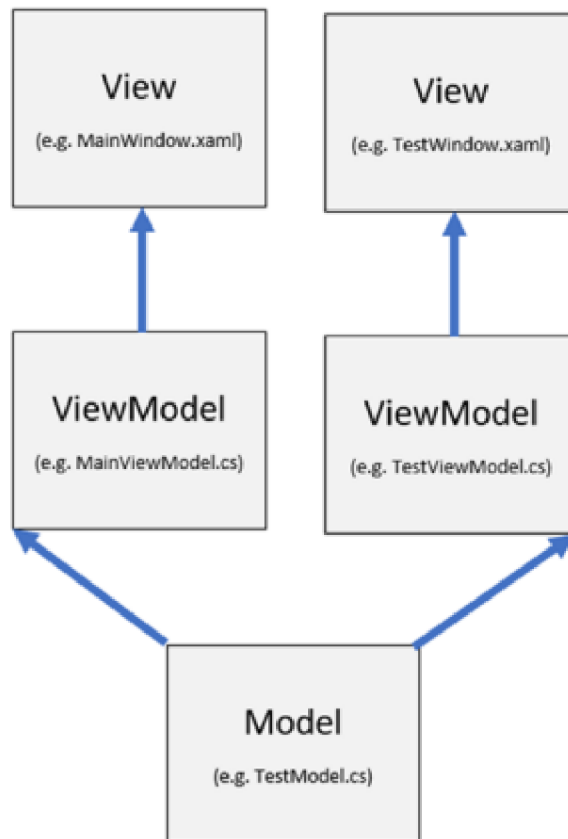 View
(e.g. MainWindow.xaml)
View
(e.g. TestWindow.xaml)
ViewModel
(e.g. MainViewModel.cs)
ViewModel
(e.g. TestViewModel.cs)
Model
(e.g. TestModel.cs)